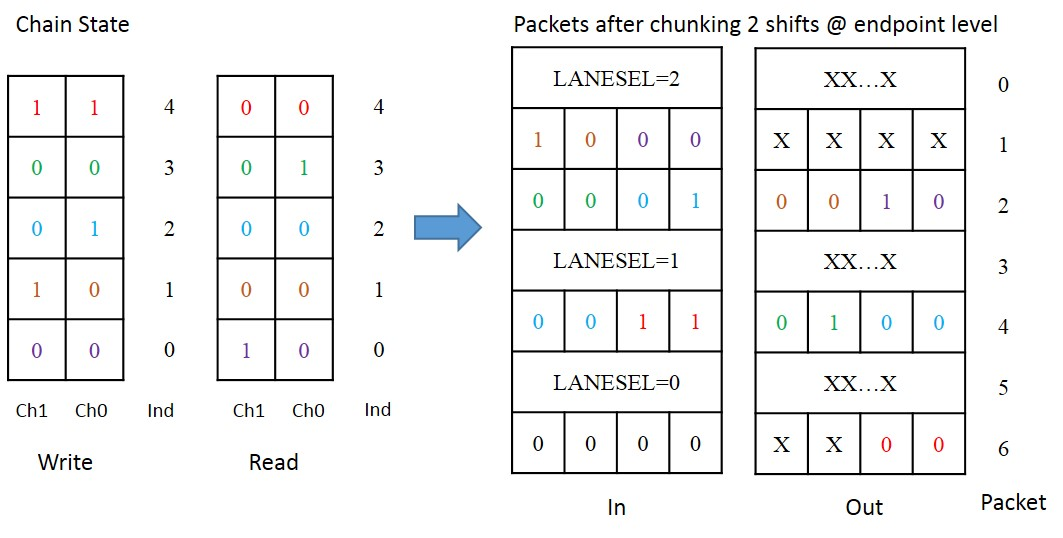 Chain State
Packets after chunking 2 shifts @ endpoint level
1 1 4 0 0 4
0 0 3 0 1 3
0 1 2 0 0 2
1 0 1 0 0 1
0 0 0 1 0 0
Ch1 Ch0 Ind Ch1 Ch0 Ind
Write Read
LANESEL=2 XX...X 0
1 0 0 0 X X X X 1
0 0 0 1 0 0 1 0 2
LANESEL=1 XX...X 3
0 0 1 1 0 1 0 0 4
LANESEL=0 XX...X 5
0 0 0 0 X X 0 0 6
In Out Packet